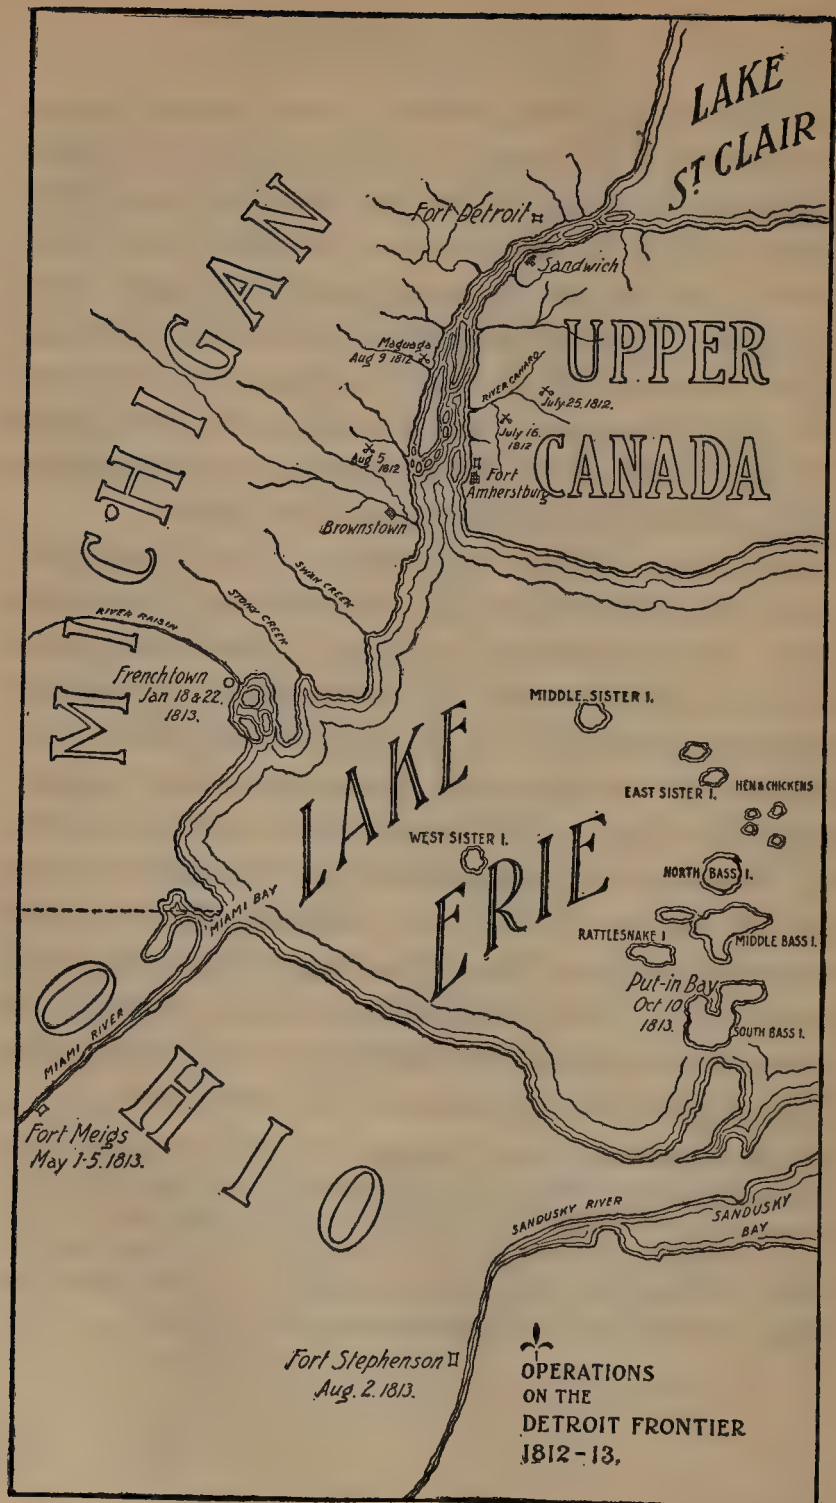 LAKE
ST CLAIR
Fort Detroit
Sandwich
MICHIGAN
UPPER
CANADA
Maguaga
Aug 9 1812
RIVER CANARD
July 25. 1812.
July 16.
1812
Aug 5
1812
Fort
Amherstburg
Brownstown
SWAN CREEK
STONY CREEK
RIVER RAISIN
Frenchtown
Jan 18 & 22.
1813.
MIDDLE SISTER I.
EAST SISTER I.
HEN & CHICKENS
LAKE
ERIE
WEST SISTER I.
NORTH BASS I.
MIAMI BAY
RATTLESNAKE I
MIDDLE BASS I.
Put-in Bay
Oct 10
1813.
SOUTH BASS I.
OHIO
MIAMI RIVER
Fort Meigs
May 1-5. 1813.
SANDUSKY RIVER
SANDUSKY
BAY
Fort Stephenson
Aug. 2. 1813.
OPERATIONS
ON THE
DETROIT FRONTIER
1812-13.